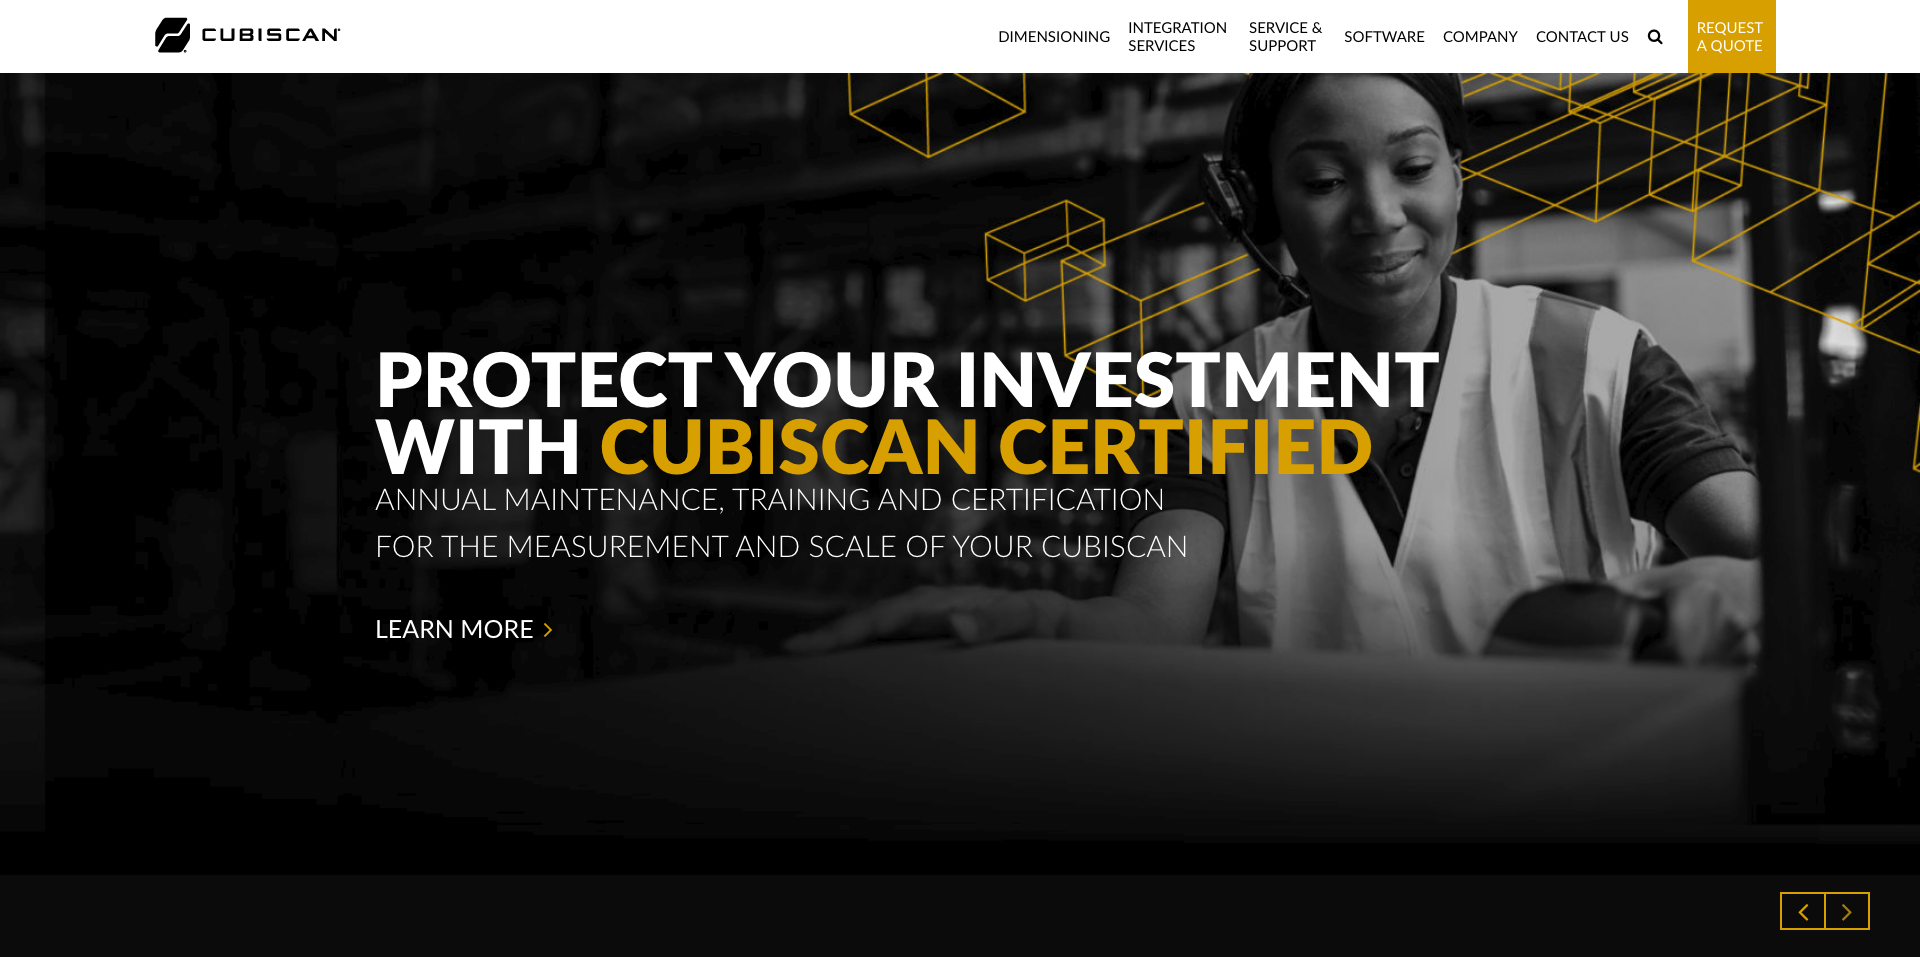 CUBISCAN
DIMENSIONING
INTEGRATION
SERVICES
SERVICE &
SUPPORT
SOFTWARE
COMPANY
CONTACT US
REQUEST
A QUOTE
PROTECT YOUR INVESTMENT
WITH CUBISCAN CERTIFIED
ANNUAL MAINTENANCE, TRAINING AND CERTIFICATION
FOR THE MEASUREMENT AND SCALE OF YOUR CUBISCAN
LEARN MORE